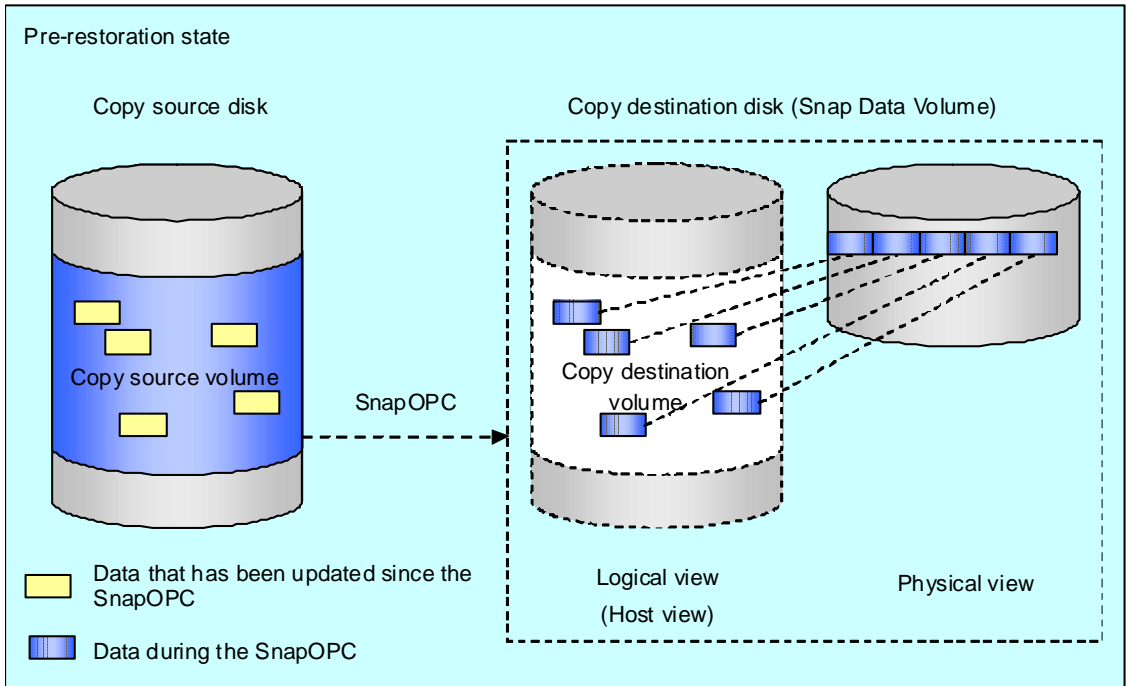 Pre-restoration state
Copy source disk
Copy destination disk (Snap Data Volume)
Copy source volume
SnapOPC
Copy destination
volume
Logical view
(Host view)
Physical view
Data that has been updated since the
SnapOPC
Data during the SnapOPC